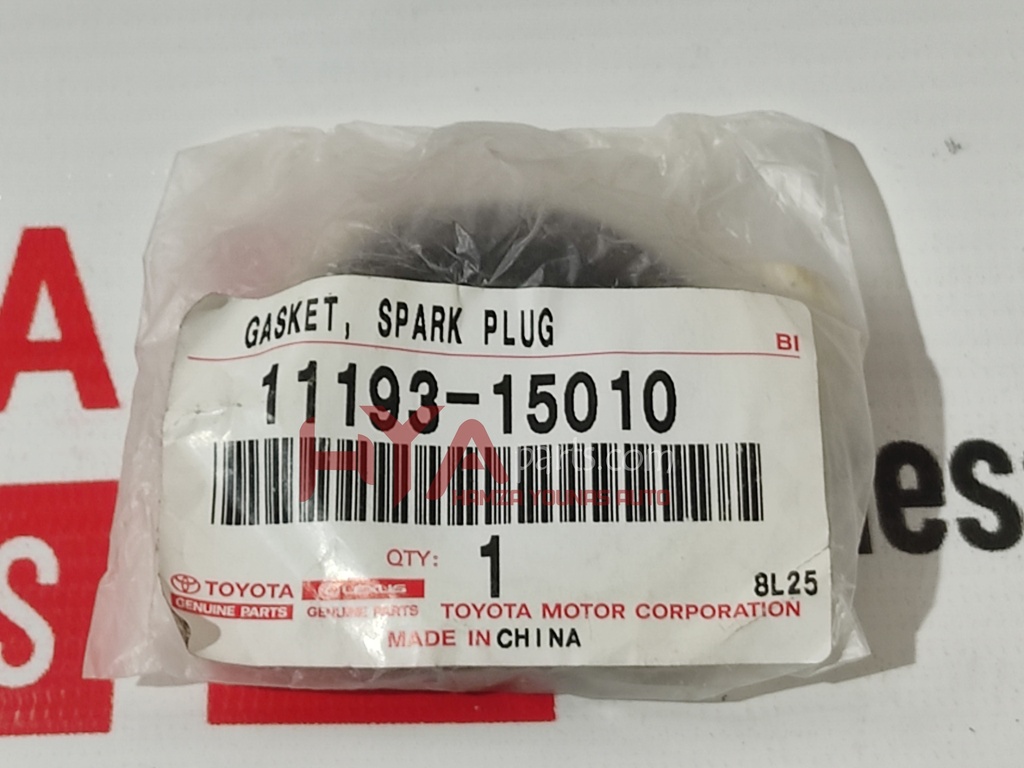 A
GASKET, SPARK PLUG
BI
11193-15010
HYA parts.com
HAMZA YOUNAS AUTO
QTY: 1
TOYOTA LEXUS 8L25
GENUINE PARTS GENUINE PARTS TOYOTA MOTOR CORPORATION
MADE IN CHINA
S
es